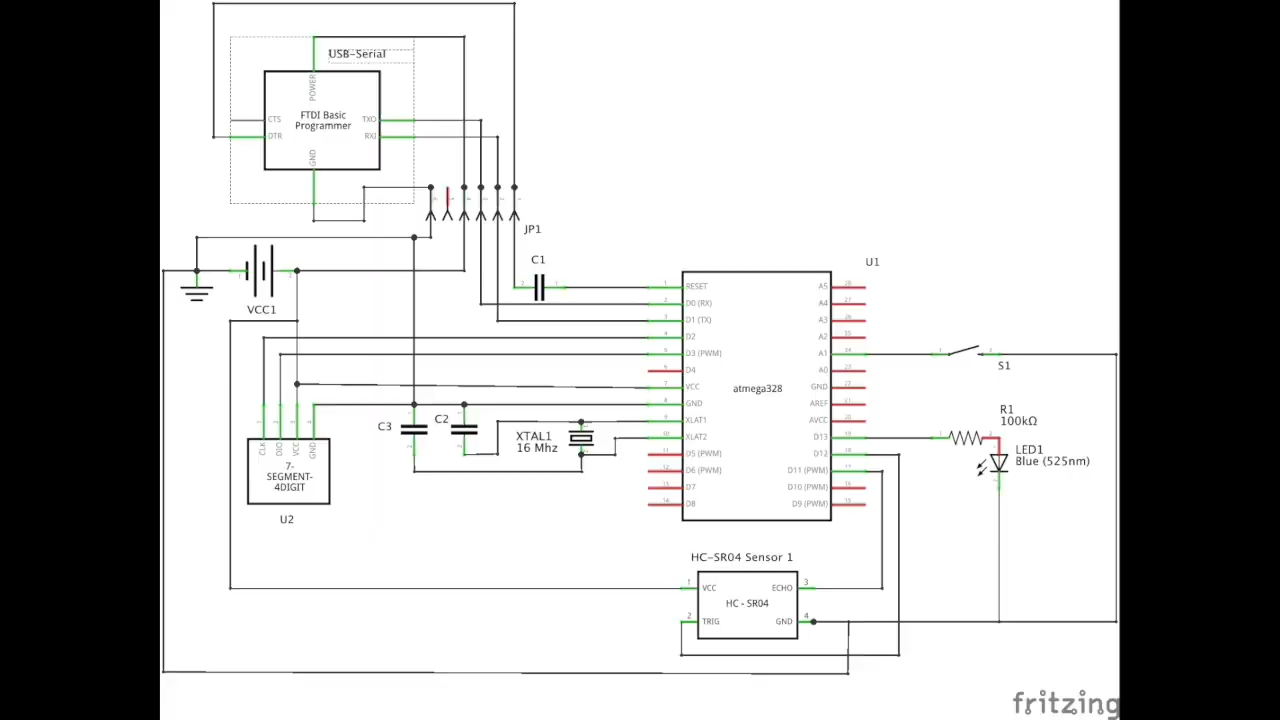 USB-Serial
POWER
FTDI Basic
Programmer
CTS
DTR
TXO
RXI
GND
JP1
VCC1
C1
U1
RESET
D0 (RX)
D1 (TX)
D2
D3 (PWM)
D4
VCC
GND
XLAT1
XLAT2
D5 (PWM)
D6 (PWM)
D7
D8
atmega328
A5
A4
A3
A2
A1
A0
GND
AREF
AVCC
D13
D12
D11 (PWM)
D10 (PWM)
D9 (PWM)
S1
R1
100kΩ
LED1
Blue (525nm)
C3
C2
XTAL1
16 Mhz
CLK
DIO
VCC
GND
7-
SEGMENT-
4DIGIT
U2
HC-SR04 Sensor 1
1 VCC
2 TRIG
HC - SR04
ECHO 3
GND 4
fritzing